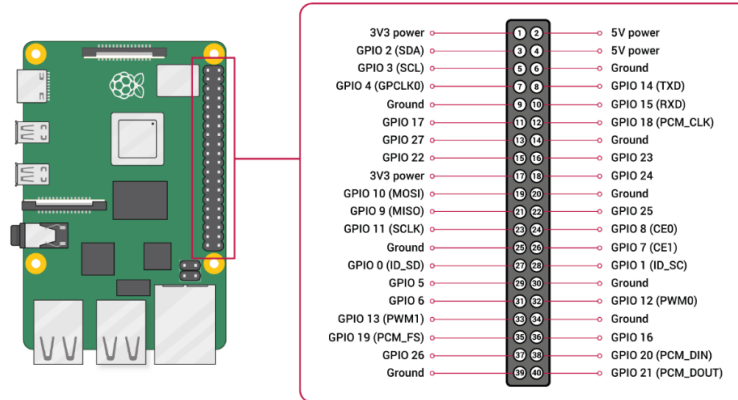 3V3 power 1 2 5V power
GPIO 2 (SDA) 3 4 5V power
GPIO 3 (SCL) 5 6 Ground
GPIO 4 (GPCLK0) 7 8 GPIO 14 (TXD)
Ground 9 10 GPIO 15 (RXD)
GPIO 17 11 12 GPIO 18 (PCM_CLK)
GPIO 27 13 14 Ground
GPIO 22 15 16 GPIO 23
3V3 power 17 18 GPIO 24
GPIO 10 (MOSI) 19 20 Ground
GPIO 9 (MISO) 21 22 GPIO 25
GPIO 11 (SCLK) 23 24 GPIO 8 (CE0)
Ground 25 26 GPIO 7 (CE1)
GPIO 0 (ID_SD) 27 28 GPIO 1 (ID_SC)
GPIO 5 29 30 Ground
GPIO 6 31 32 GPIO 12 (PWM0)
GPIO 13 (PWM1) 33 34 Ground
GPIO 19 (PCM_FS) 35 36 GPIO 16
GPIO 26 37 38 GPIO 20 (PCM_DIN)
Ground 39 40 GPIO 21 (PCM_DOUT)